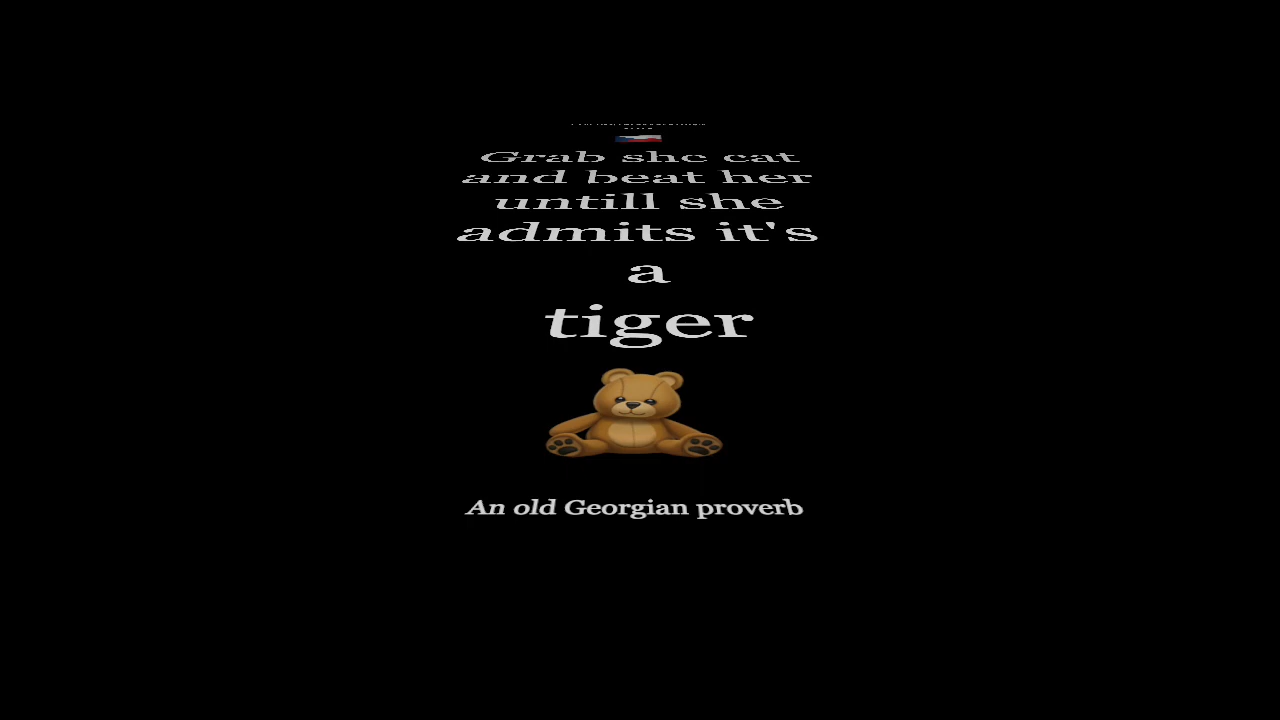 Grab she cat
and beat her
untill she
admits it's
a
tiger
An old Georgian proverb